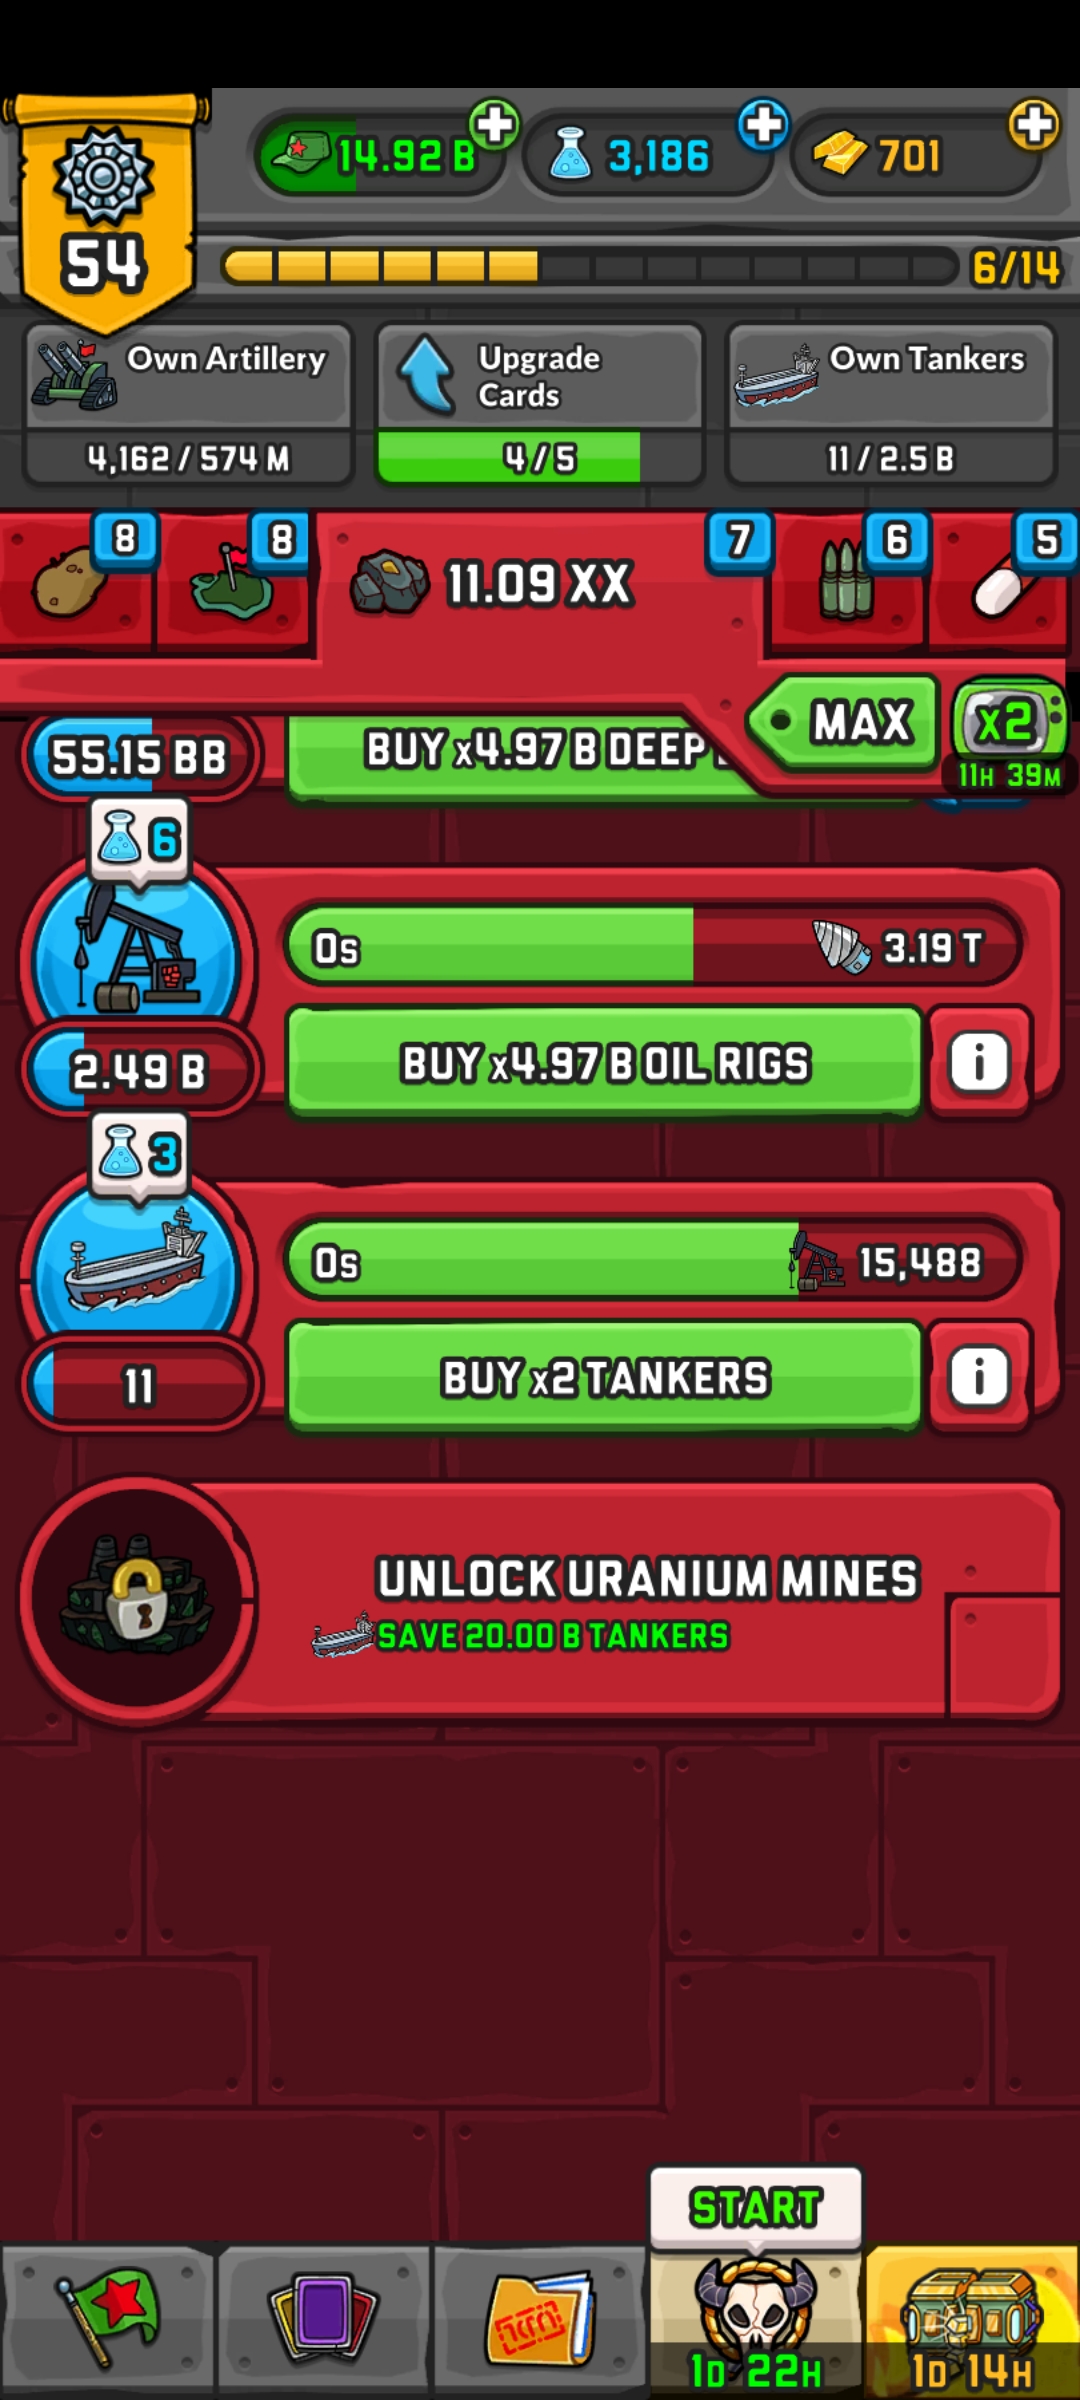 14.92 B
3,186
701
54
6/14
Own Artillery
4,162 / 574 M
Upgrade
Cards
4 / 5
Own Tankers
11 / 2.5 B
8
8
11.09 XX
7
6
5
MAX
x2
11H 39M
55.15 BB
BUY x4.97 B DEEP
6
0s
3.19 T
2.49 B
BUY x4.97 B OIL RIGS
i
3
0s
15,488
11
BUY x2 TANKERS
i
UNLOCK URANIUM MINES
SAVE 20.00 B TANKERS
START
1D 22H
1D 14H